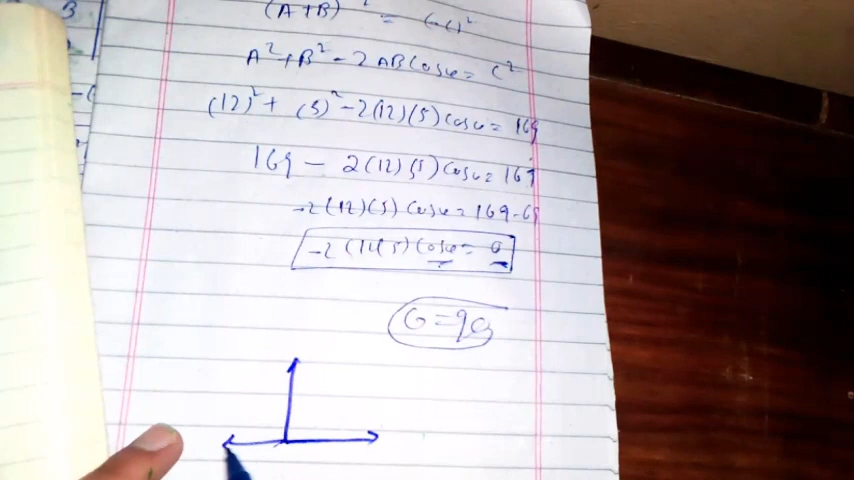 B
(A+B)² = (C)²
A²+B² - 2ABCosθ = C²
(12)² + (5)² - 2(12)(5) Cosθ = 169
169 - 2(12)(5) Cosθ = 169
-2(12)(5) Cosθ = 169-69
-2(12)(5) Cosθ = 0
θ = 90